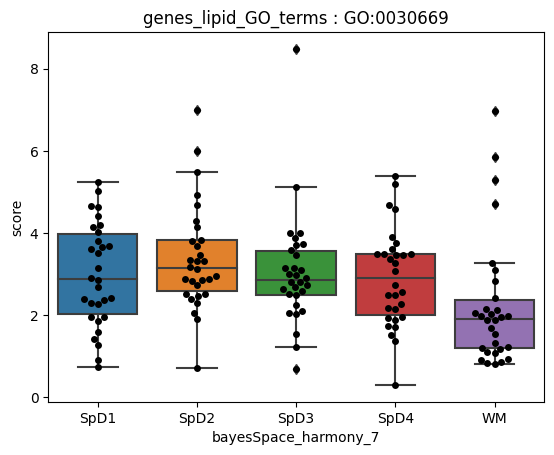 genes_lipid_GO_terms : GO:0030669
score
8
6
4
2
0
SpD1 SpD2 SpD3 SpD4 WM
bayesSpace_harmony_7